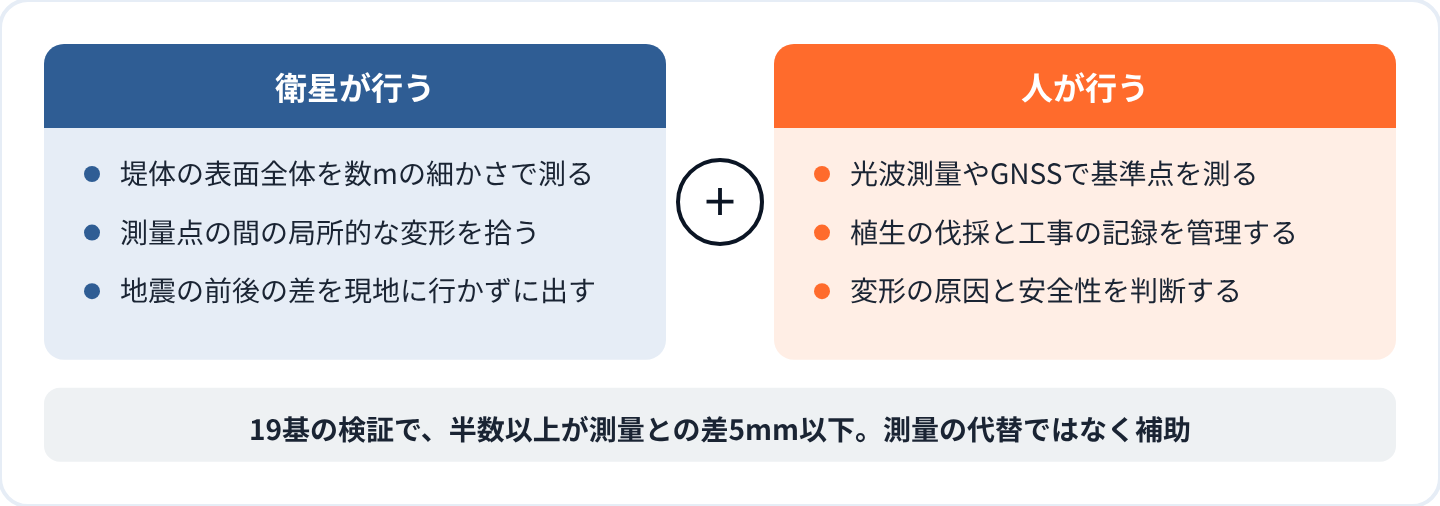 衛星が行う
堤体の表面全体を数mの細かさで測る
測量点の間の局所的な変形を拾う
地震の前後の差を現地に行かずに出す
+
人が行う
光波測量やGNSSで基準点を測る
植生の伐採と工事の記録を管理する
変形の原因と安全性を判断する
19基の検証で、半数以上が測量との差5mm以下。測量の代替ではなく補助